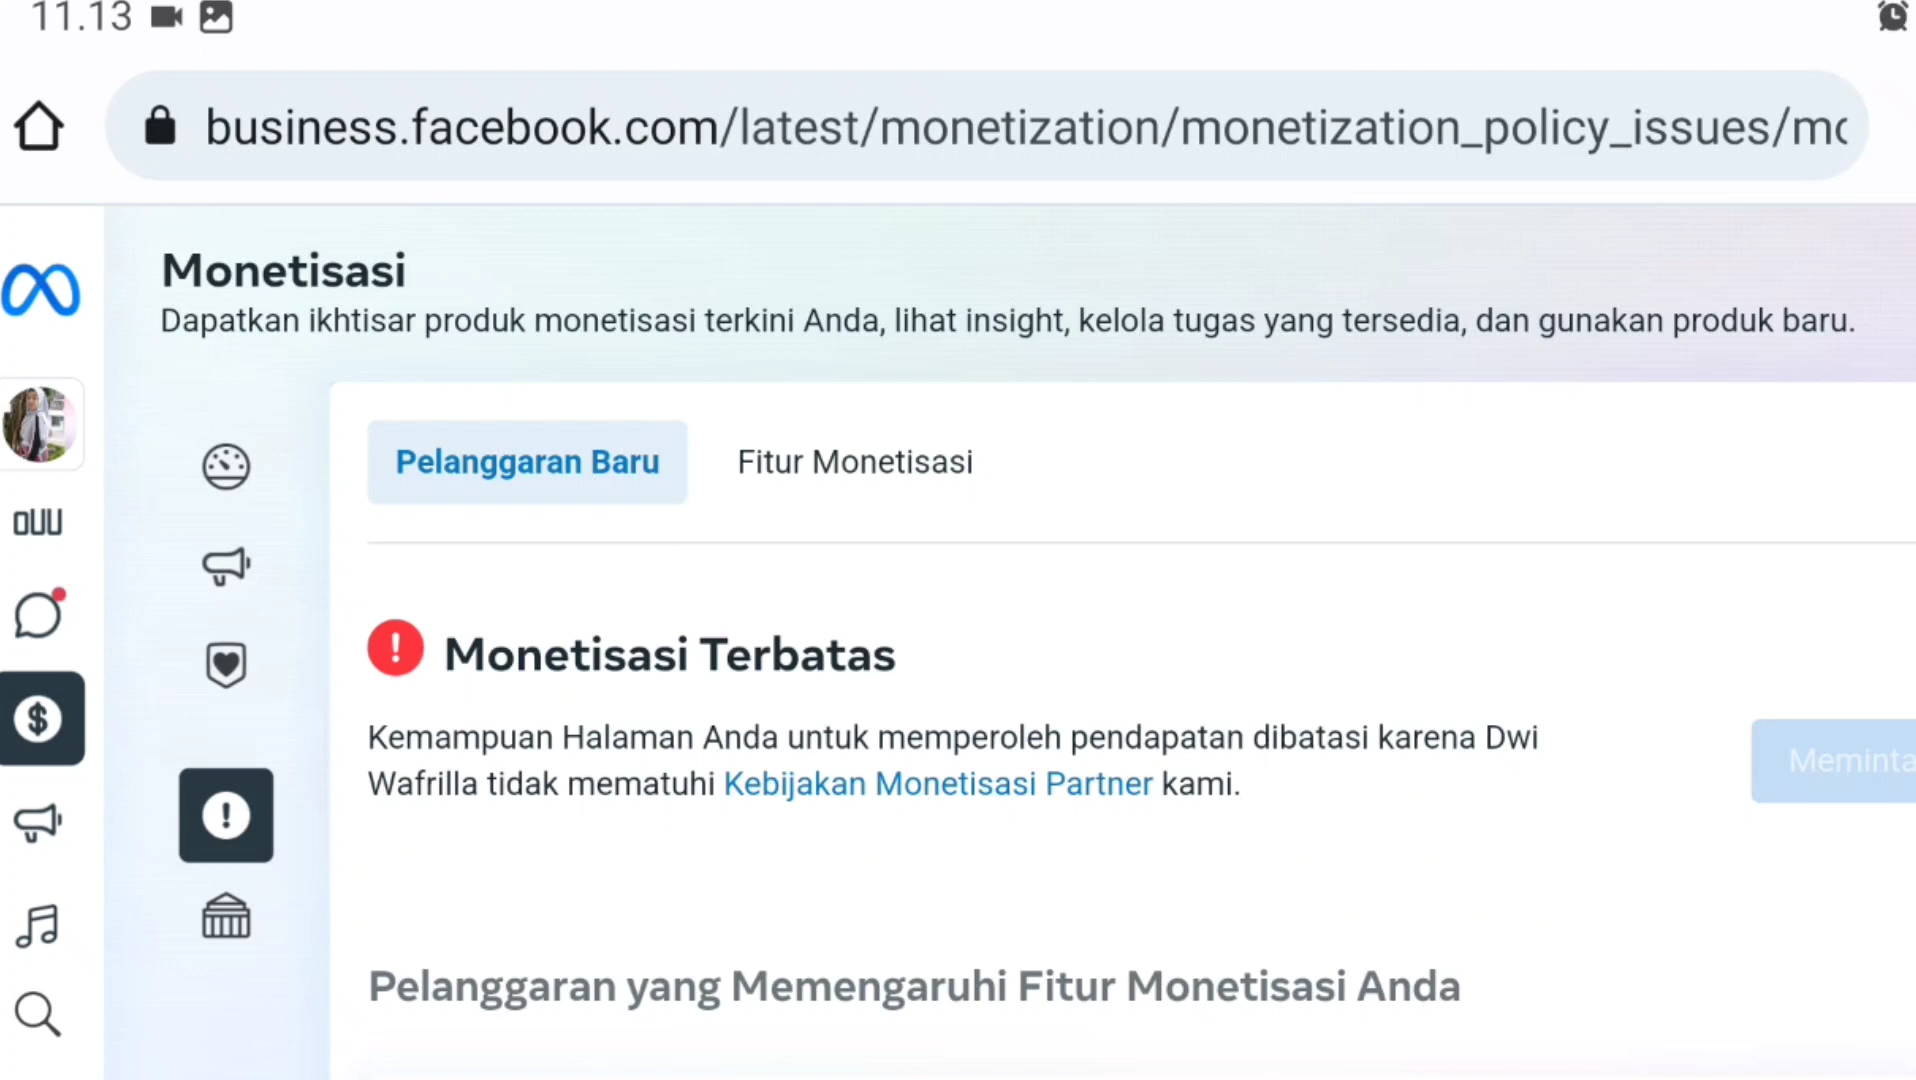 11.13
business.facebook.com/latest/monetization/monetization_policy_issues/mo
Monetisasi
Dapatkan ikhtisar produk monetisasi terkini Anda, lihat insight, kelola tugas yang tersedia, dan gunakan produk baru.
Pelanggaran Baru
Fitur Monetisasi
Monetisasi Terbatas
Kemampuan Halaman Anda untuk memperoleh pendapatan dibatasi karena Dwi
Wafrilla tidak mematuhi Kebijakan Monetisasi Partner kami.
Meminta
Pelanggaran yang Memengaruhi Fitur Monetisasi Anda